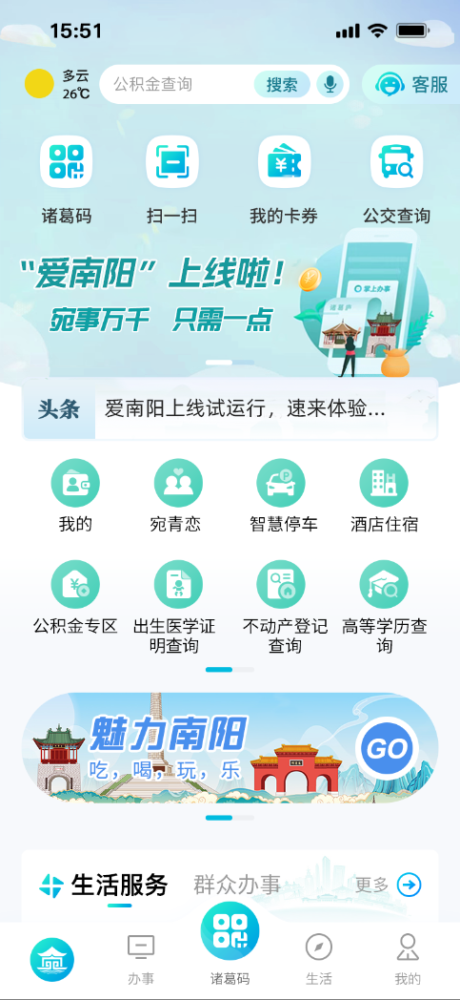 15:51
多云
26℃
公积金查询
搜索
客服
诸葛码
扫一扫
我的卡券
公交查询
“爱南阳”上线啦!
宛事万千 只需一点
掌上办事
诸葛庐
头条
爱南阳上线试运行，速来体验...
我的
宛青恋
智慧停车
酒店住宿
公积金专区
出生医学证
明查询
不动产登记
查询
高等学历查
询
魅力南阳
吃，喝，玩，乐
GO
生活服务
群众办事
更多
办事
诸葛码
生活
我的